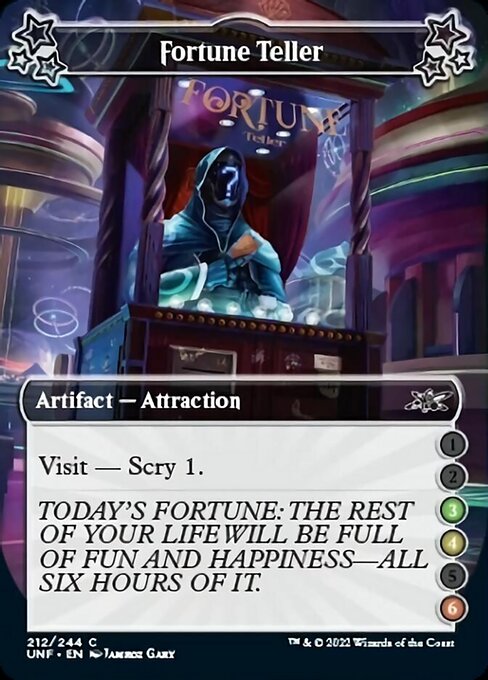 Fortune Teller
FORTUNE
Teller
?
Artifact — Attraction
1
2
Visit — Scry 1.
3
TODAY'S FORTUNE: THE REST
OF YOUR LIFE WILL BE FULL
4
OF FUN AND HAPPINESS—ALL
5
SIX HOURS OF IT.
6
212/244 C
™ & © 2022 Wizards of the Coast
UNF • EN Jarel Threat